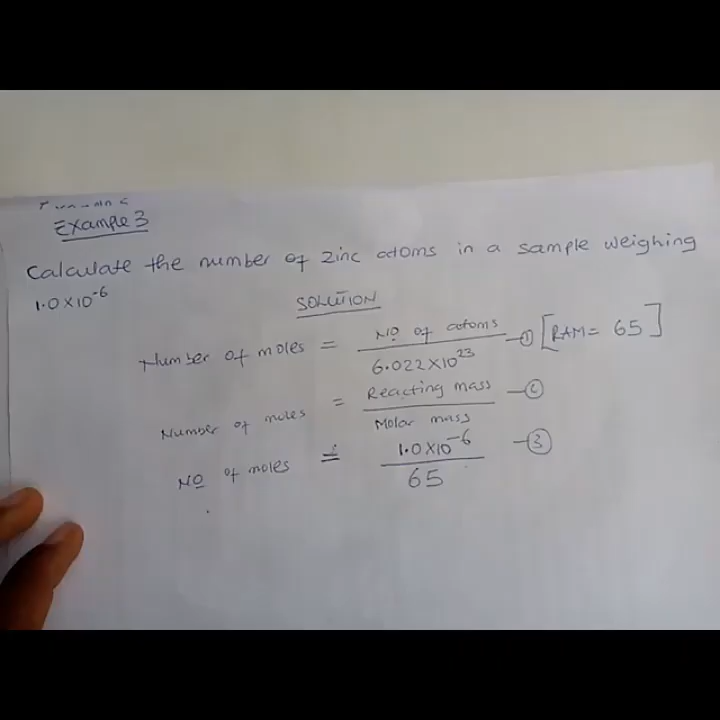 Example 3
Calculate the number of zinc atoms in a sample weighing
1.0×10⁻⁶
SOLUTION
Number of moles = NO of atoms / 6.022×10²³ —① [RAM= 65]
Number of moles = Reacting mass / Molar mass —②
NO of moles = 1.0×10⁻⁶ / 65 —③